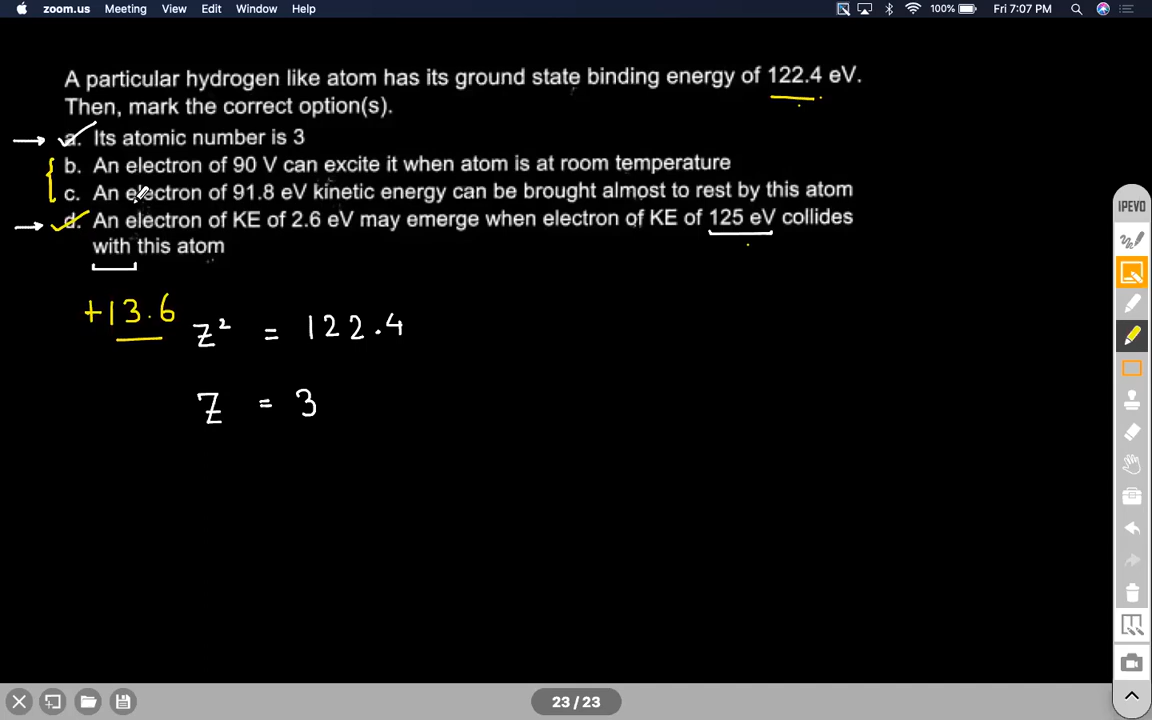 zoom.us Meeting View Edit Window Help 100% Fri 7:07 PM
A particular hydrogen like atom has its ground state binding energy of 122.4 eV.
Then, mark the correct option(s).
a. Its atomic number is 3
b. An electron of 90 V can excite it when atom is at room temperature
c. An electron of 91.8 eV kinetic energy can be brought almost to rest by this atom
d. An electron of KE of 2.6 eV may emerge when electron of KE of 125 eV collides
with this atom
+13.6 Z² = 122.4
Z = 3
IPEVO
23 / 23